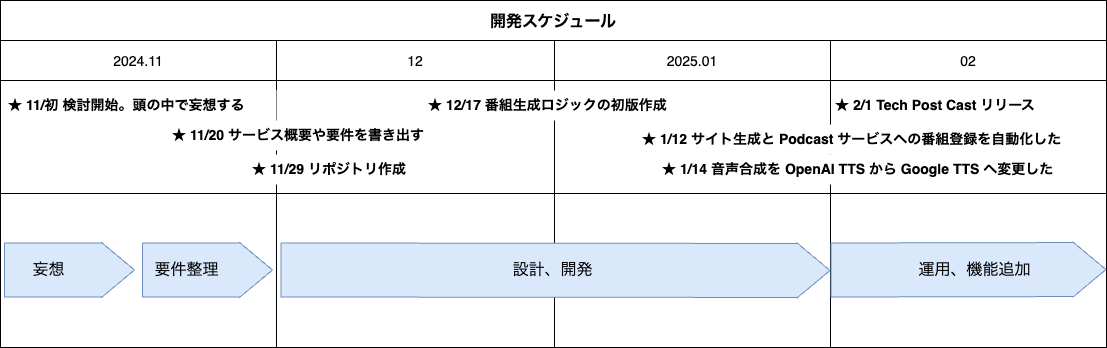 開発スケジュール
2024.11
12
2025.01
02
★ 11/初 検討開始。頭の中で妄想する
★ 12/17 番組生成ロジックの初版作成
★ 2/1 Tech Post Cast リリース
★ 11/20 サービス概要や要件を書き出す
★ 1/12 サイト生成と Podcast サービスへの番組登録を自動化した
★ 11/29 リポジトリ作成
★ 1/14 音声合成を OpenAI TTS から Google TTS へ変更した
妄想
要件整理
設計、開発
運用、機能追加